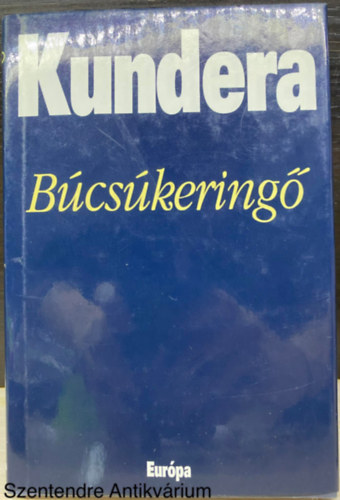 Kundera
Búcsúkeringő
Európa
Szentendre Antikvárium